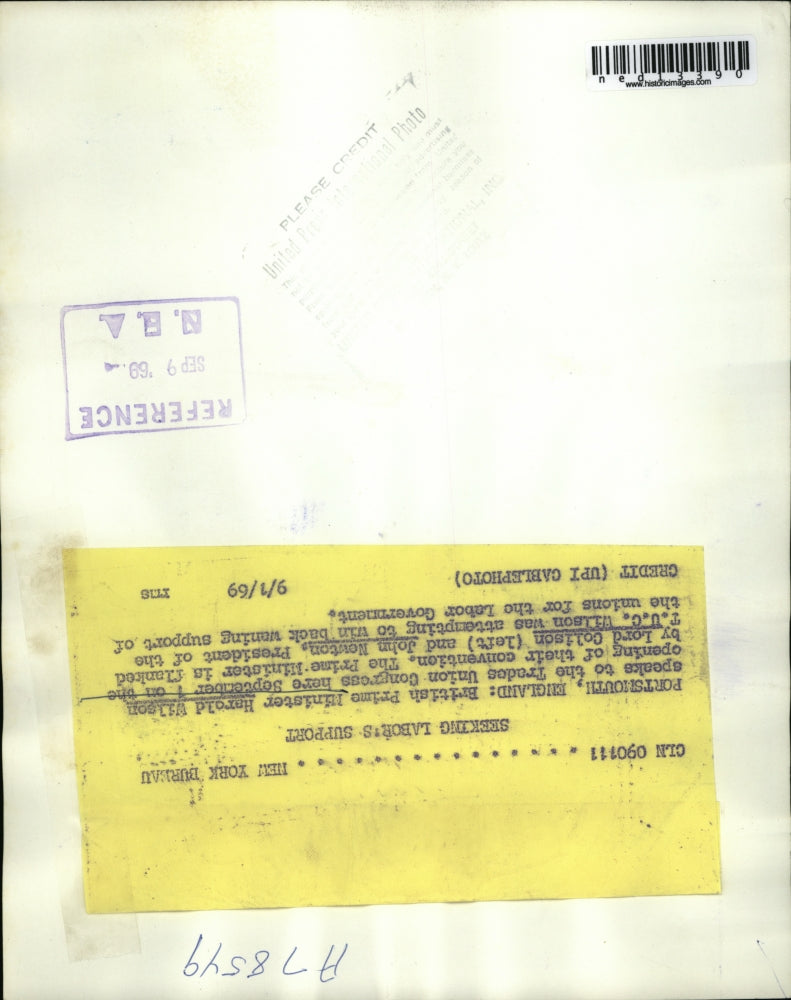 ned13390
www.historicimages.com
PLEASE CREDIT
United Press International Photo
REFERENCE
SEP 9 '69
N.E.A.
CLN 090111 . . . . . . . . . . . . . . NEW YORK BUREAU
SEEKING LABOR'S SUPPORT
PORTSMOUTH, ENGLAND: British Prime Minister Harold Wilson
speaks to the Trades Union Congress here September 1 on the
opening of their convention. The Prime Minister is flanked
by Lord Colison (left) and John Newton, President of the
T.U.C. Wilson was attempting to win back waning support of
the unions for the Labor Government.
CREDIT (UPI CABLEPHOTO) 9/1/69 rms
A78549